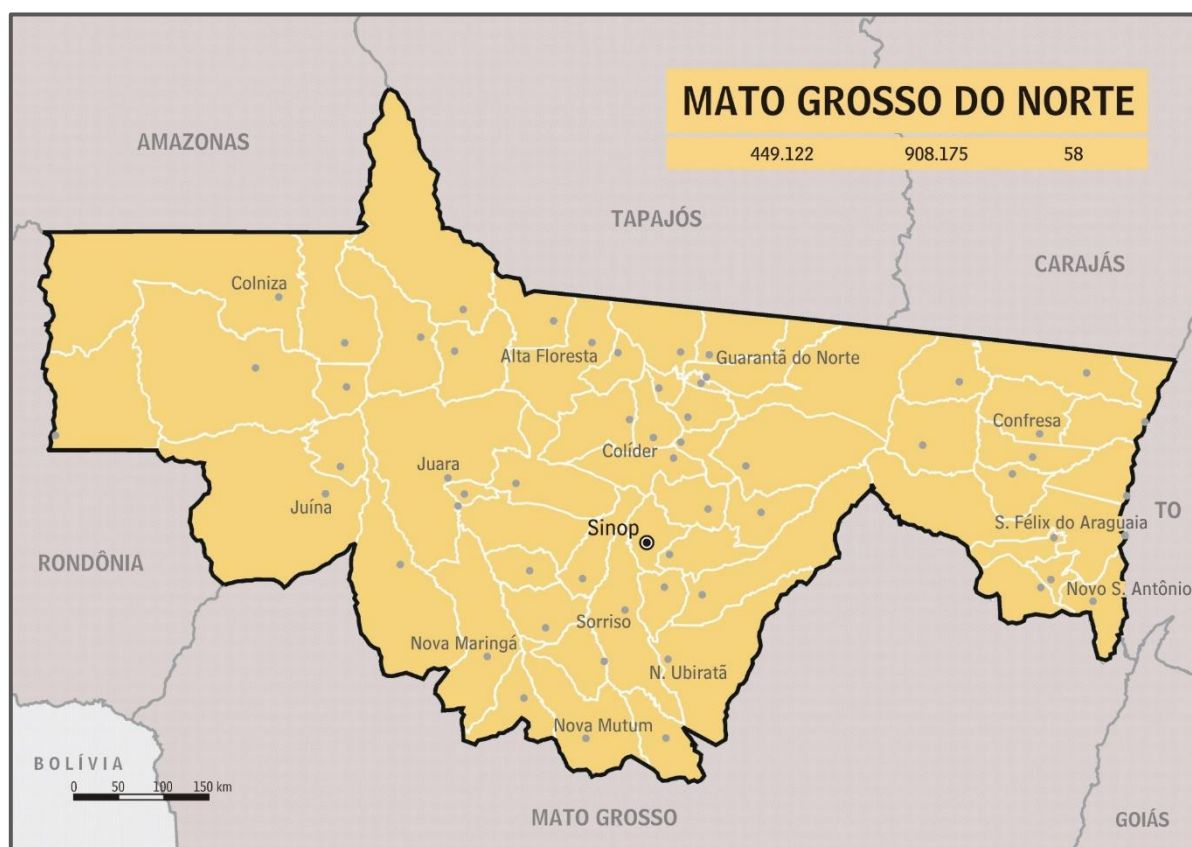 MATO GROSSO DO NORTE
449.122 908.175 58
AMAZONAS
TAPAJÓS
CARAJÁS
Colniza
Alta Floresta
Guarantã do Norte
Confresa
Colíder
Juara
Juína
S. Félix do Araguaia
TO
Sinop
RONDÔNIA
Novo S. Antônio
Sorriso
Nova Maringá
N. Ubiratã
Nova Mutum
BOLÍVIA
0 50 100 150 km
MATO GROSSO
GOIÁS